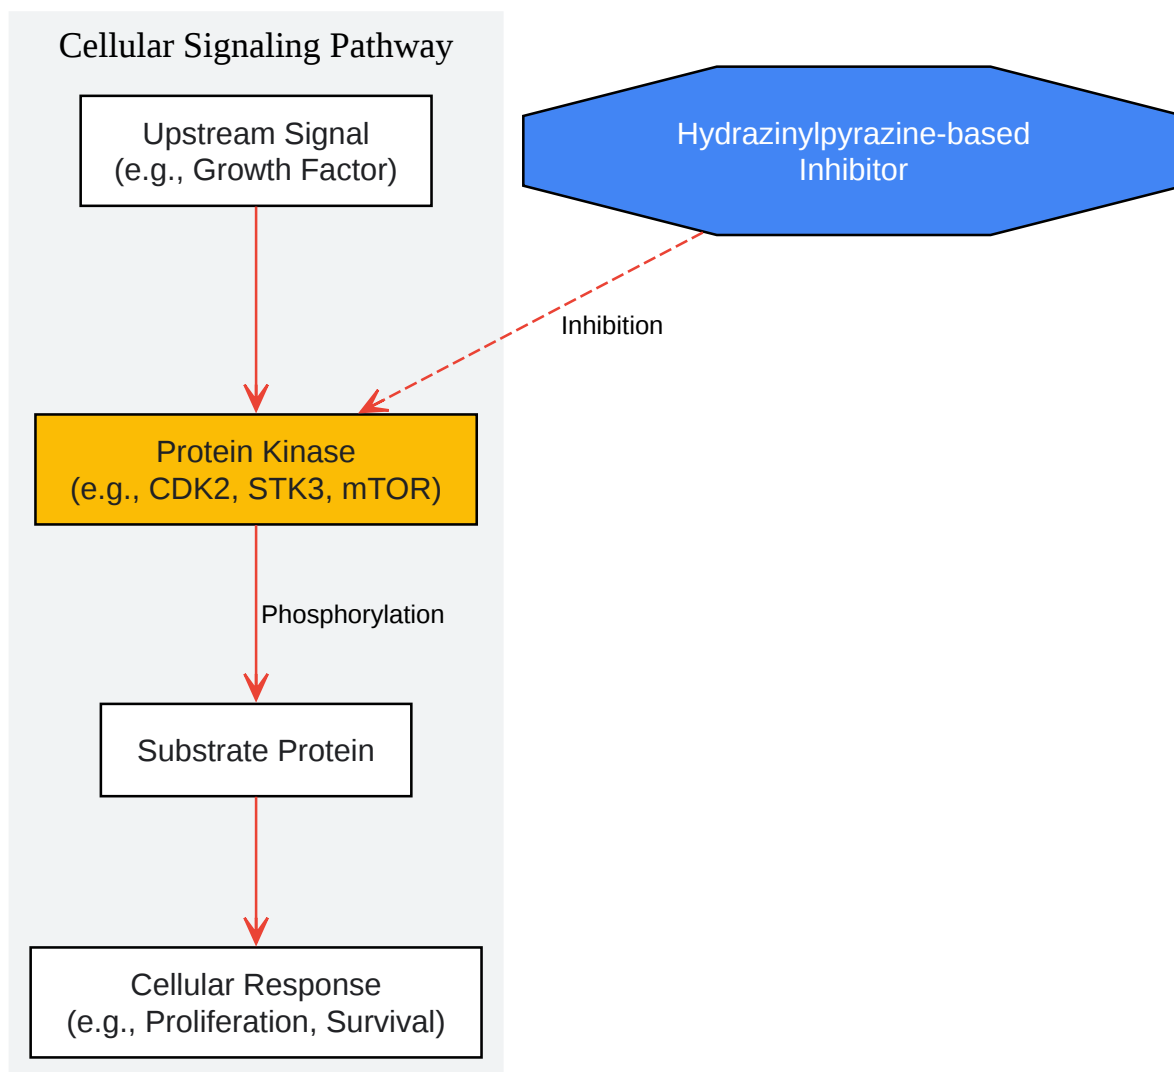 Cellular Signaling Pathway
Upstream Signal
(e.g., Growth Factor)
Hydrazinylpyrazine-based
Inhibitor
Inhibition
Protein Kinase
(e.g., CDK2, STK3, mTOR)
Phosphorylation
Substrate Protein
Cellular Response
(e.g., Proliferation, Survival)